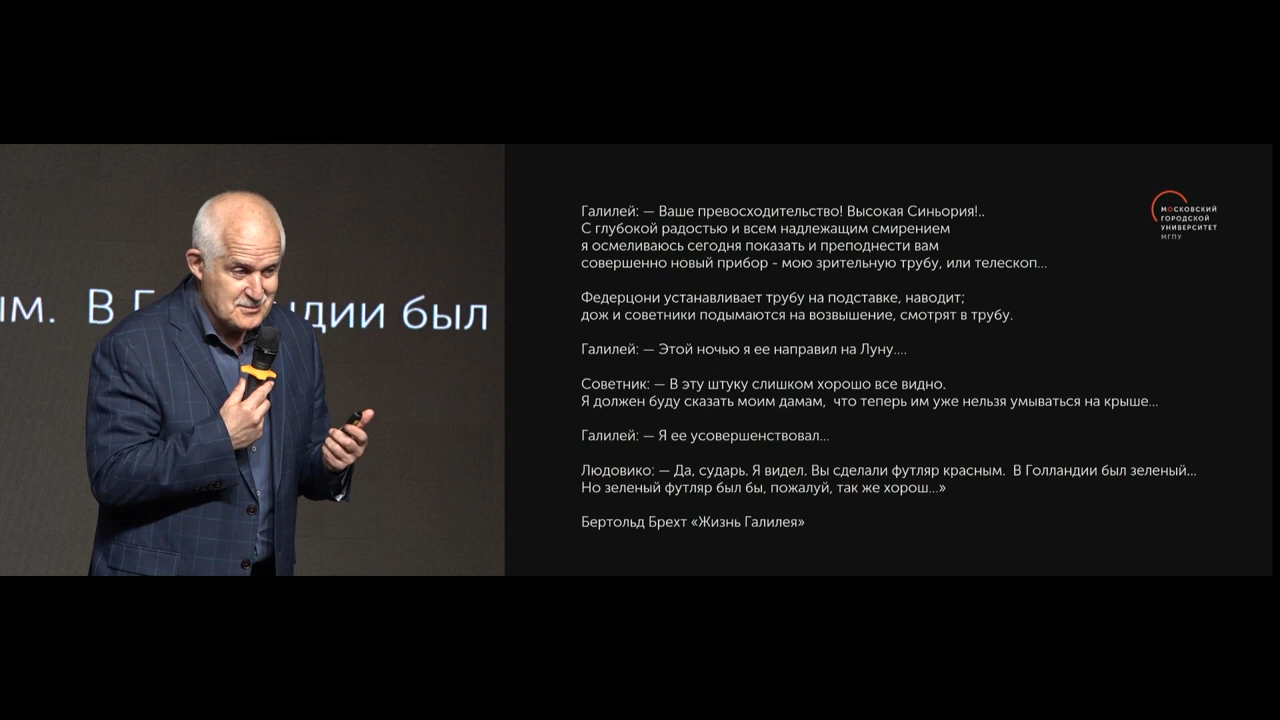 ым. В Г ндии был
Галилей: — Ваше превосходительство! Высокая Синьория!..
С глубокой радостью и всем надлежащим смирением
я осмеливаюсь сегодня показать и преподнести вам
совершенно новый прибор - мою зрительную трубу, или телескоп...
Федерцони устанавливает трубу на подставке, наводит;
дож и советники подымаются на возвышение, смотрят в трубу.
Галилей: — Этой ночью я ее направил на Луну....
Советник: — В эту штуку слишком хорошо все видно.
Я должен буду сказать моим дамам,  что теперь им уже нельзя умываться на крыше...
Галилей: — Я ее усовершенствовал...
Людовико: — Да, сударь. Я видел. Вы сделали футляр красным.  В Голландии был зеленый...
Но зеленый футляр был бы, пожалуй, так же хорош...»
Бертольд Брехт «Жизнь Галилея»
МОСКОВСКИЙ
ГОРОДСКОЙ
УНИВЕРСИТЕТ
МГПУ